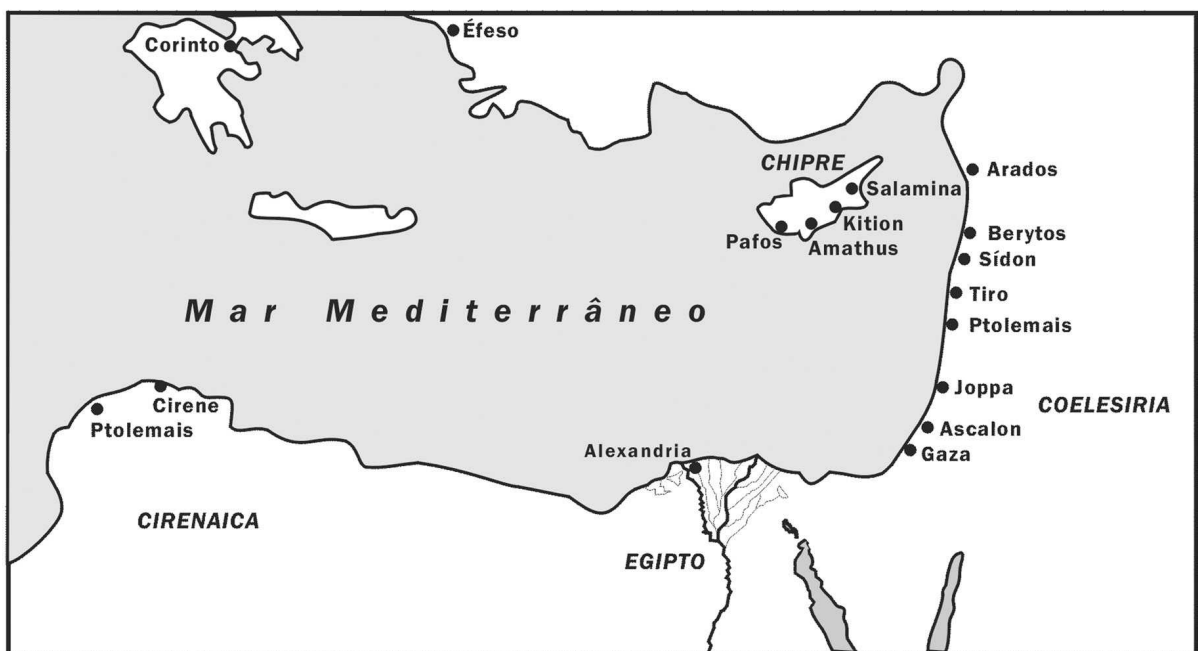 Éfeso
Corinto
CHIPRE
Arados
Salamina
Kition
Pafos
Amathus
Berytos
Sídon
Tiro
Mar Mediterrâneo
Ptolemais
Joppa
Cirene
COELESIRIA
Ptolemais
Ascalon
Alexandria
Gaza
CIRENAICA
EGIPTO